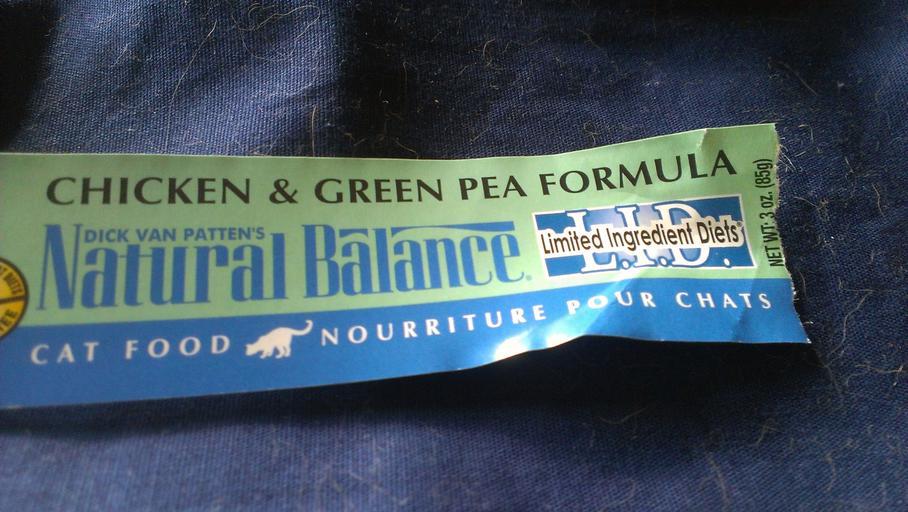 CHICKEN & GREEN PEA FORMULA
DICK VAN PATTEN'S
Natural Balance®
L.I.D.
Limited Ingredient Diets®
NET WT. 3 oz., (85g)
CAT FOOD NOURRITURE POUR CHATS